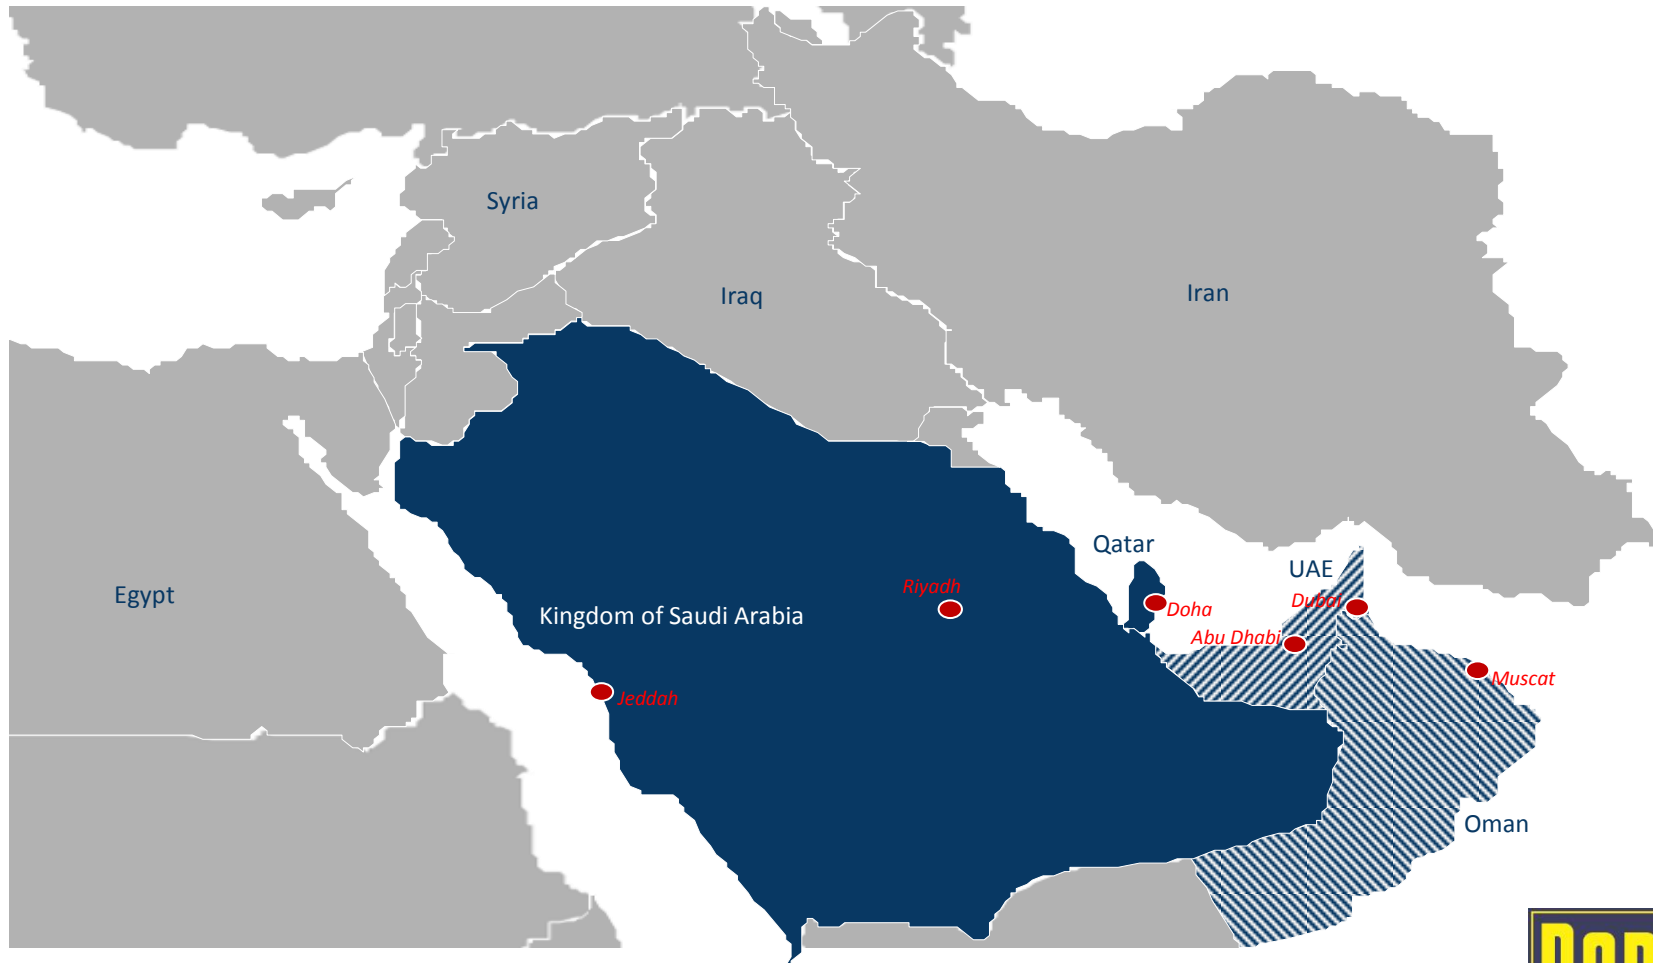 Syria
Iraq
Iran
Qatar
UAE
Egypt
Riyadh
Kingdom of Saudi Arabia
Doha
Dubai
Abu Dhabi
Jeddah
Muscat
Oman